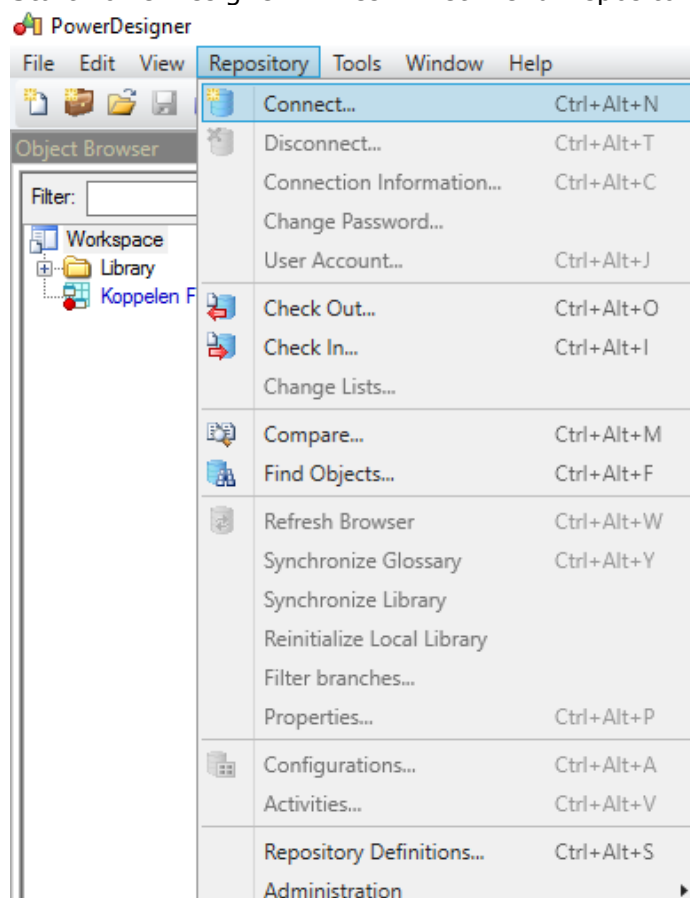 PowerDesigner
File Edit View Repository Tools Window Help
Object Browser
Filter:
Workspace
Library
Koppelen F
Connect... Ctrl+Alt+N
Disconnect... Ctrl+Alt+T
Connection Information... Ctrl+Alt+C
Change Password...
User Account... Ctrl+Alt+J
Check Out... Ctrl+Alt+O
Check In... Ctrl+Alt+I
Change Lists...
Compare... Ctrl+Alt+M
Find Objects... Ctrl+Alt+F
Refresh Browser Ctrl+Alt+W
Synchronize Glossary Ctrl+Alt+Y
Synchronize Library
Reinitialize Local Library
Filter branches...
Properties... Ctrl+Alt+P
Configurations... Ctrl+Alt+A
Activities... Ctrl+Alt+V
Repository Definitions... Ctrl+Alt+S
Administration